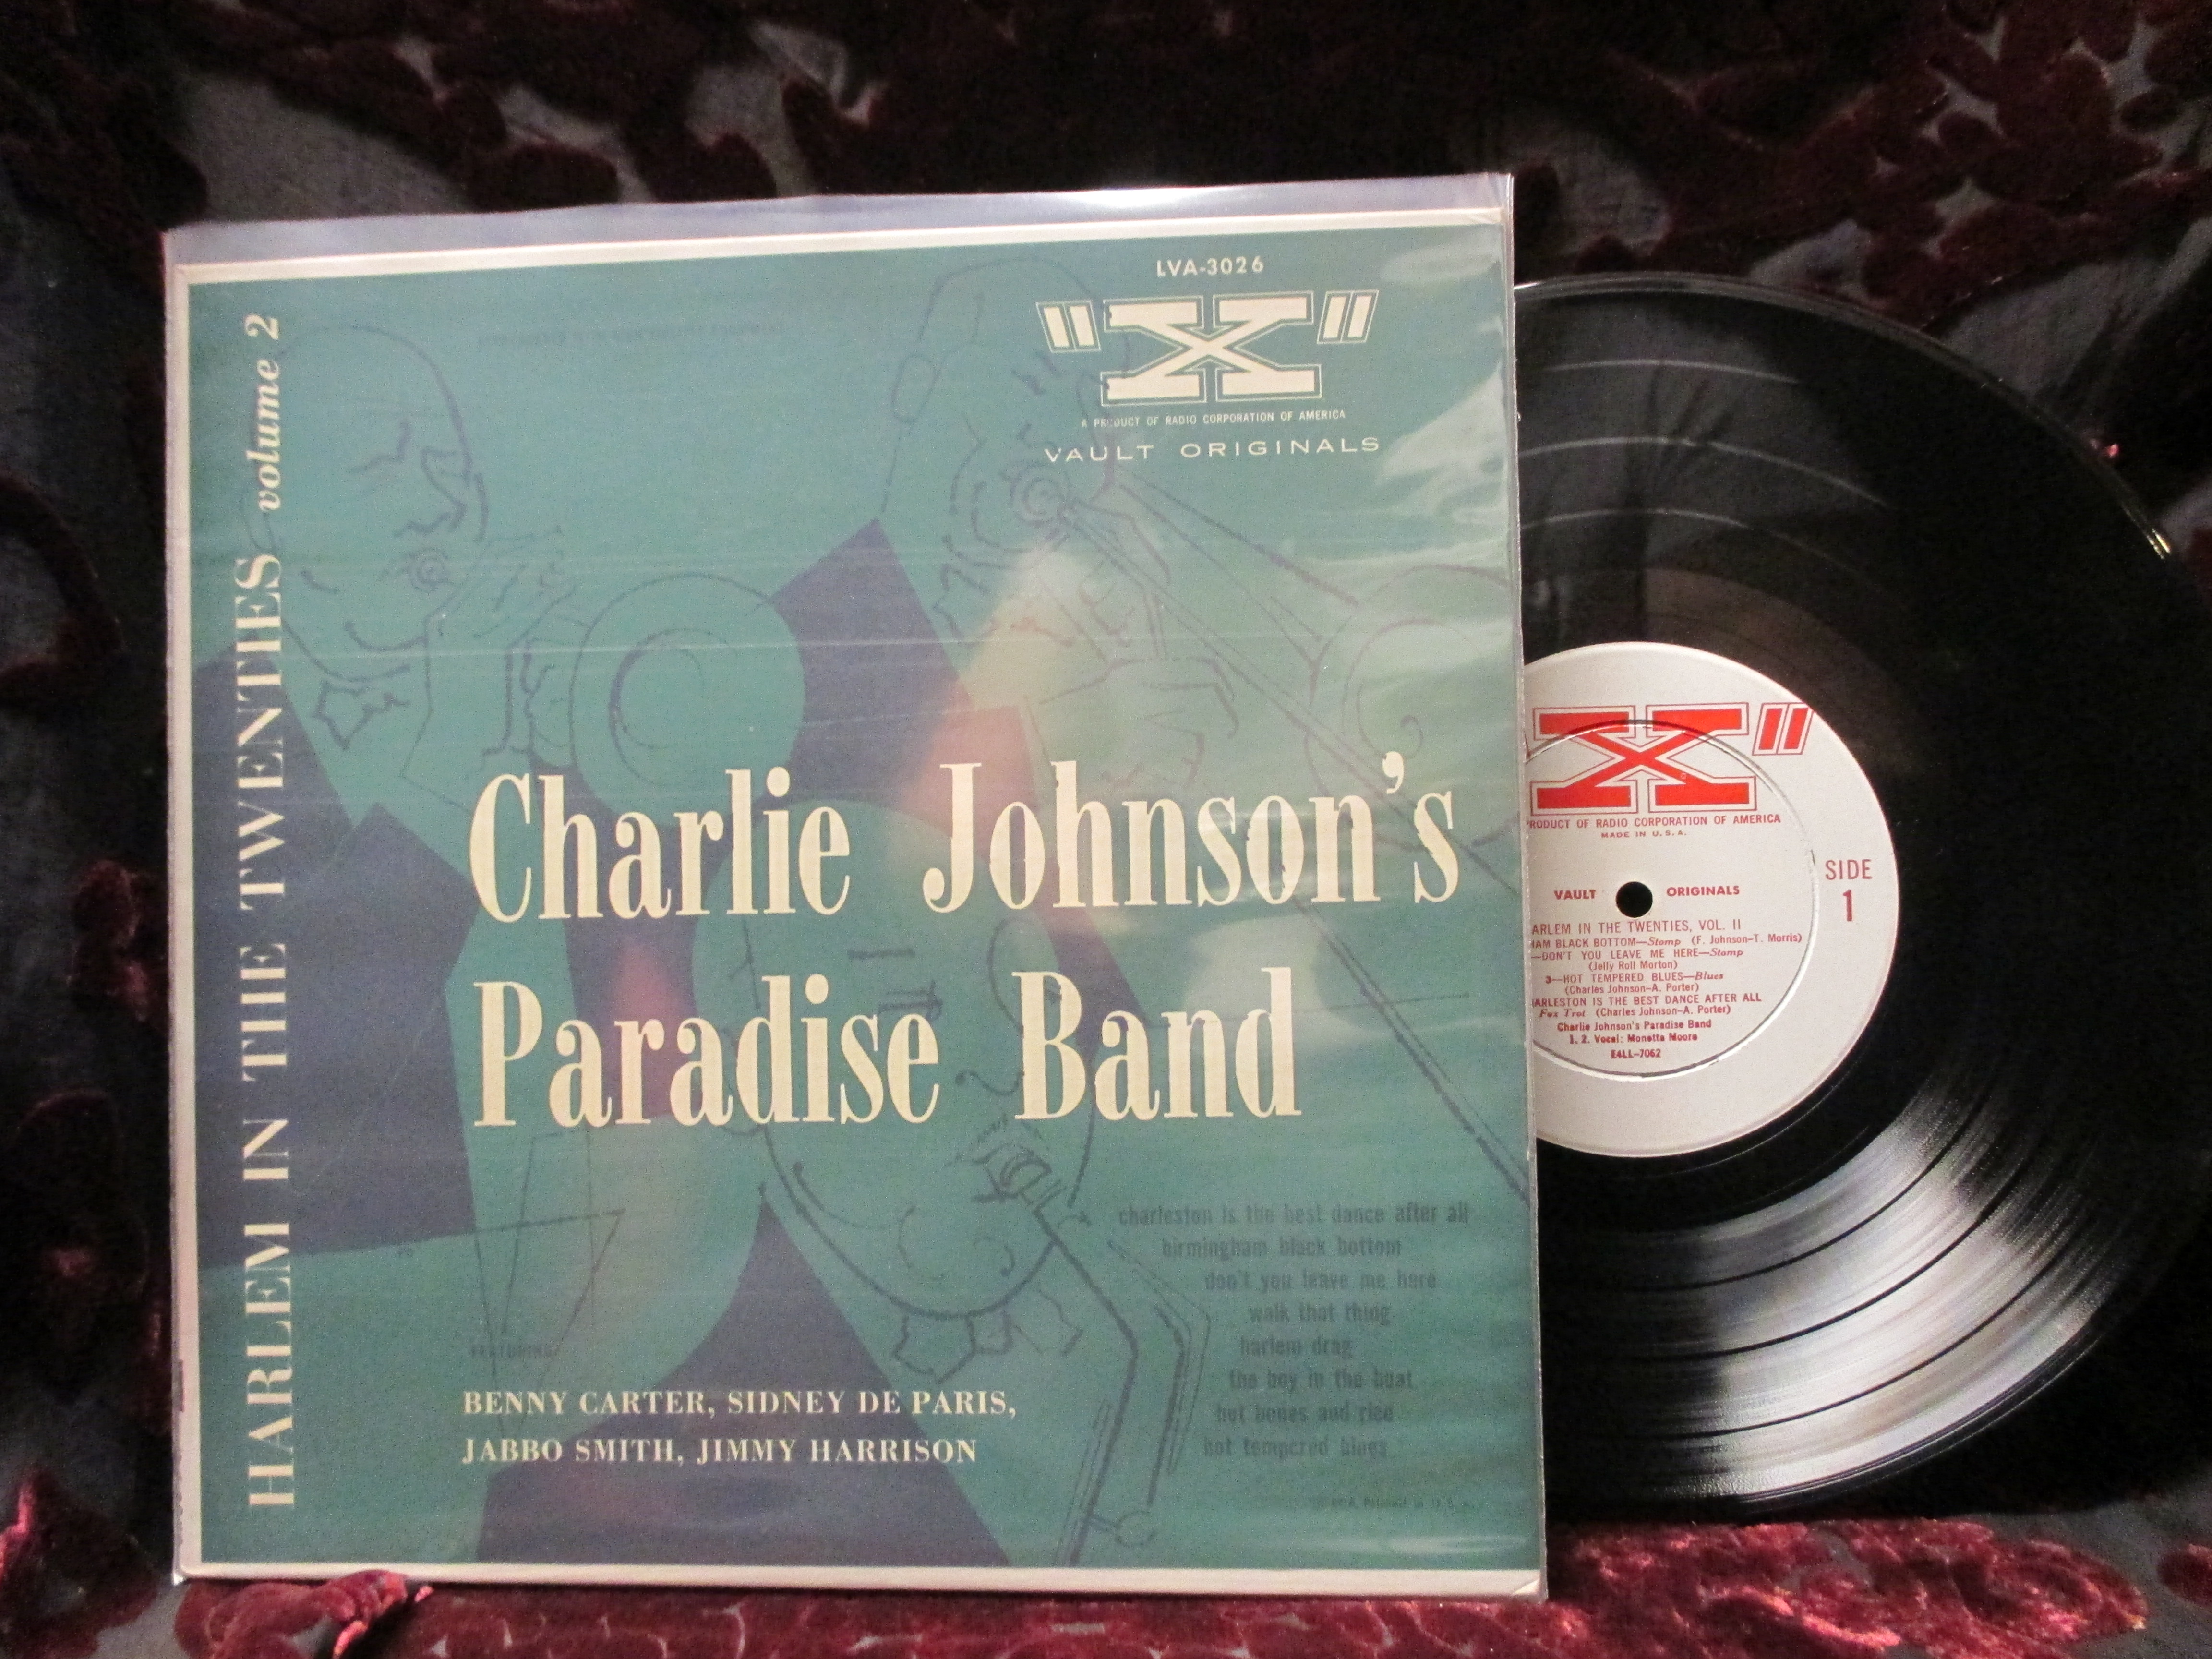 HARLEM IN THE TWENTIES volume 2
LVA-3026
"X"
A PRODUCT OF RADIO CORPORATION OF AMERICA
VAULT ORIGINALS
Charlie Johnson's
Paradise Band
charleston is the best dance after all
birmingham black bottom
don't you leave me here
walk that thing
harlem drag
the boy in the boat
hot bones and rice
hot tempered blues
FEATURING:
BENNY CARTER, SIDNEY DE PARIS,
JABBO SMITH, JIMMY HARRISON
RCA Printed in U. S. A.
X"
RODUCT OF RADIO CORPORATION OF AMERICA
MADE IN U. S. A.
SIDE
1
VAULT ORIGINALS
ARLEM IN THE TWENTIES, VOL. II
HAM BLACK BOTTOM—Stomp (F. Johnson–T. Morris)
—DON'T YOU LEAVE ME HERE—Stomp
(Jelly Roll Morton)
3—HOT TEMPERED BLUES—Blues
(Charles Johnson–A. Porter)
ARLESTON IS THE BEST DANCE AFTER ALL
Fox Trot (Charles Johnson–A. Porter)
Charlie Johnson's Paradise Band
1, 2. Vocal: Monette Moore
E4LL-7062